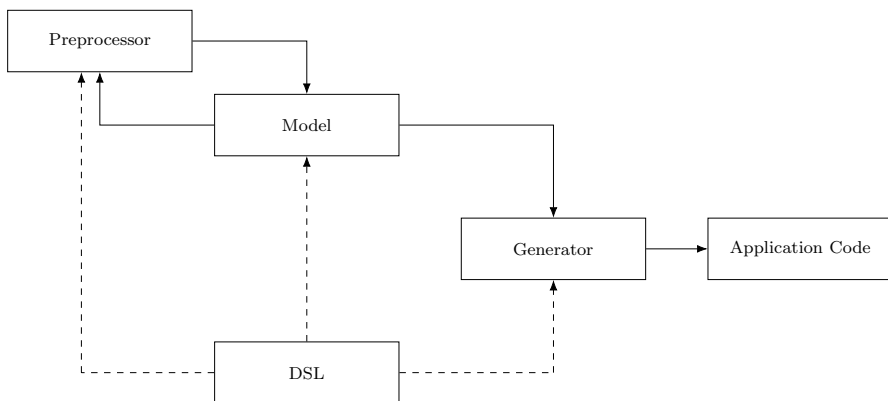 Preprocessor
Model
Generator
Application Code
DSL